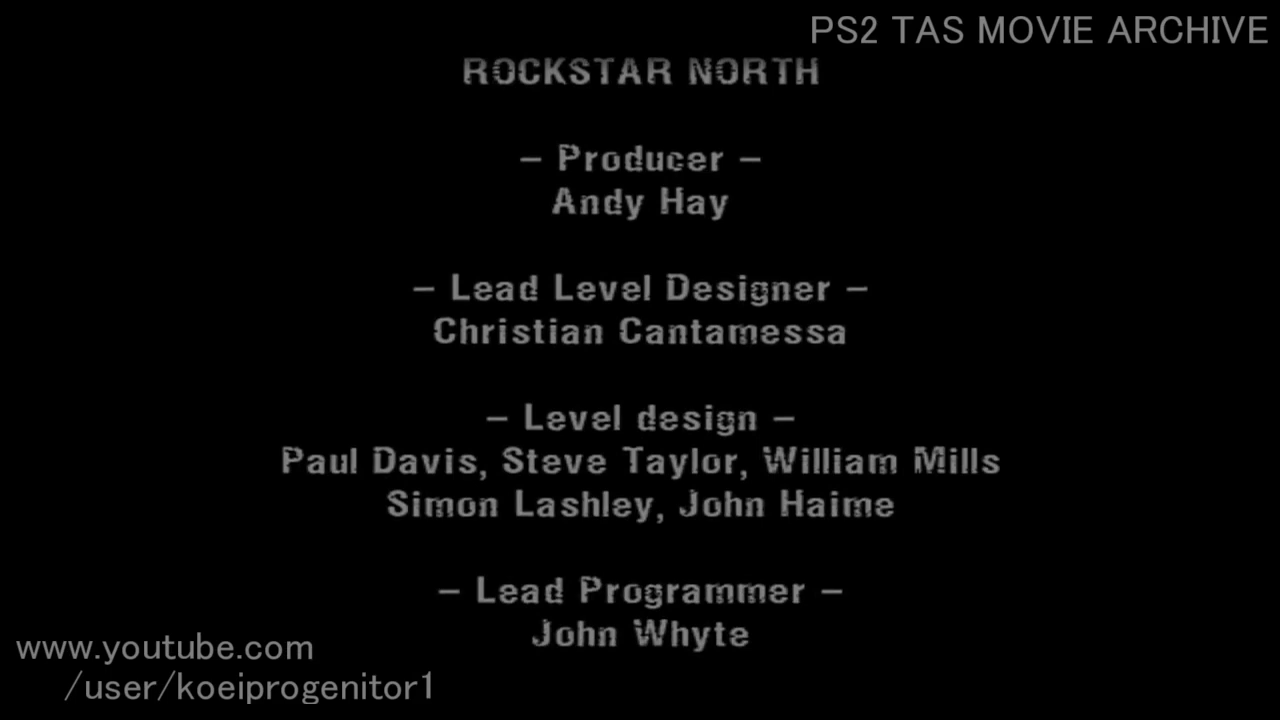 PS2 TAS MOVIE ARCHIVE
ROCKSTAR NORTH
– Producer –
Andy Hay
– Lead Level Designer –
Christian Cantamessa
– Level design –
Paul Davis, Steve Taylor, William Mills
Simon Lashley, John Haime
– Lead Programmer –
John Whyte
www.youtube.com
/user/koeiprogenitor1